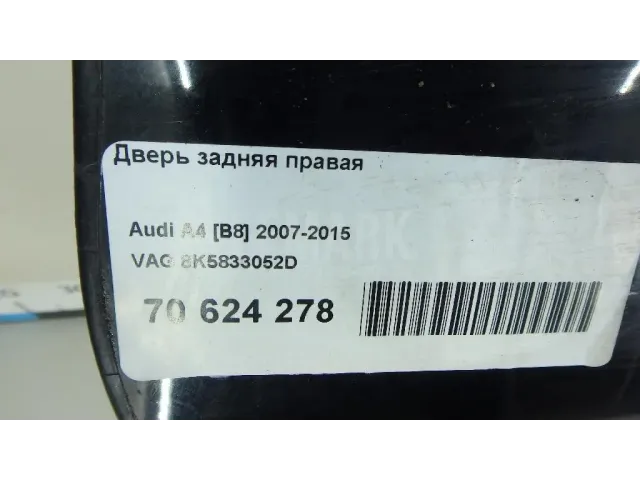 Дверь задняя правая
Audi A4 [B8] 2007-2015
VAG 8K5833052D
70 624 278